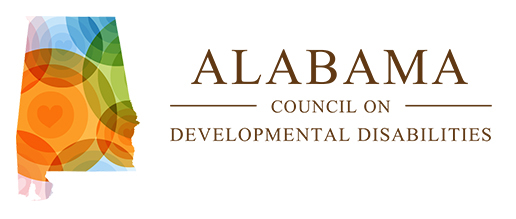 ALABAMA
COUNCIL ON
DEVELOPMENTAL DISABILITIES